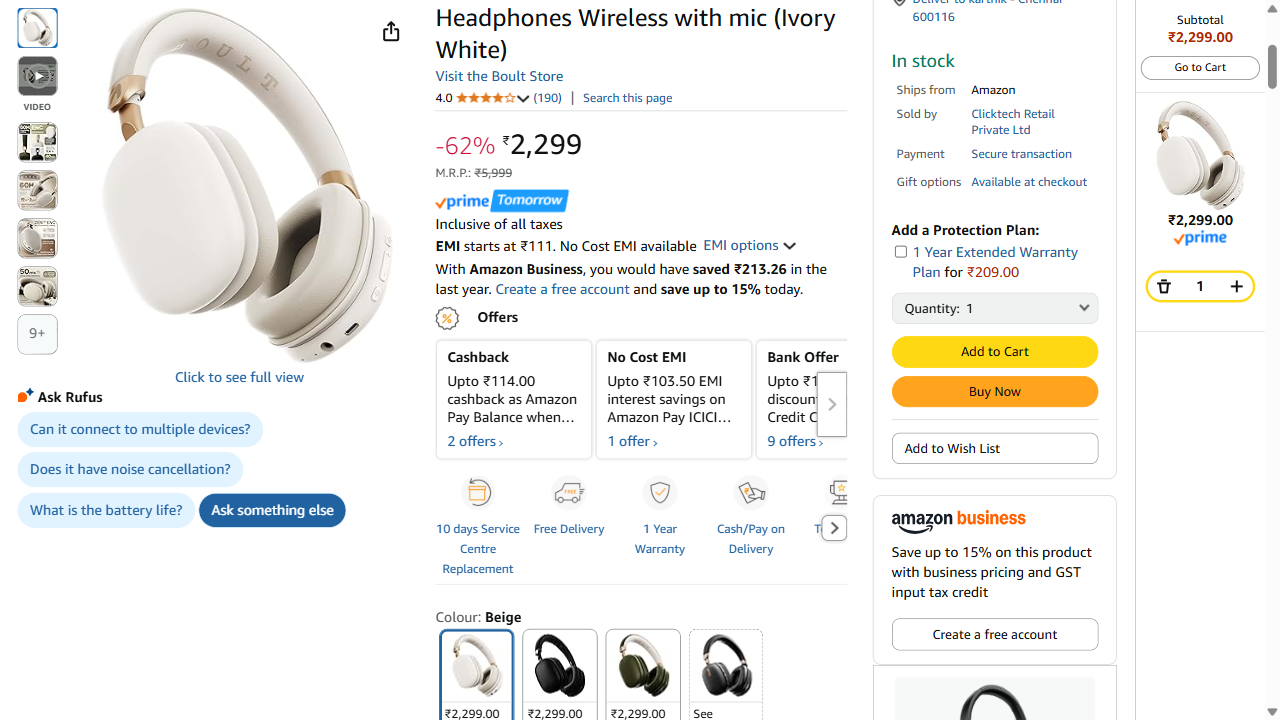 VIDEO
9+
BOULT
Click to see full view
Ask Rufus
Can it connect to multiple devices?
Does it have noise cancellation?
What is the battery life?
Ask something else
Headphones Wireless with mic (Ivory
White)
Visit the Boult Store
4.0 (190) | Search this page
-62% ₹2,299
M.R.P.: ₹5,999
prime Tomorrow
Inclusive of all taxes
EMI starts at ₹111. No Cost EMI available EMI options
With Amazon Business, you would have saved ₹213.26 in the
last year. Create a free account and save up to 15% today.
Offers
Cashback
Upto ₹114.00
cashback as Amazon
Pay Balance when...
2 offers ›
No Cost EMI
Upto ₹103.50 EMI
interest savings on
Amazon Pay ICICI...
1 offer ›
Bank Offer
Upto ₹1
discoun
Credit C
9 offers ›
10 days Service
Centre
Replacement
Free Delivery
1 Year
Warranty
Cash/Pay on
Delivery
Colour: Beige
₹2,299.00
₹2,299.00
₹2,299.00
See
600116
In stock
Ships from Amazon
Sold by Clicktech Retail
Private Ltd
Payment Secure transaction
Gift options Available at checkout
Add a Protection Plan:
1 Year Extended Warranty
Plan for ₹209.00
Quantity: 1
Add to Cart
Buy Now
Add to Wish List
amazon business
Save up to 15% on this product
with business pricing and GST
input tax credit
Create a free account
Subtotal
₹2,299.00
Go to Cart
₹2,299.00
prime
1